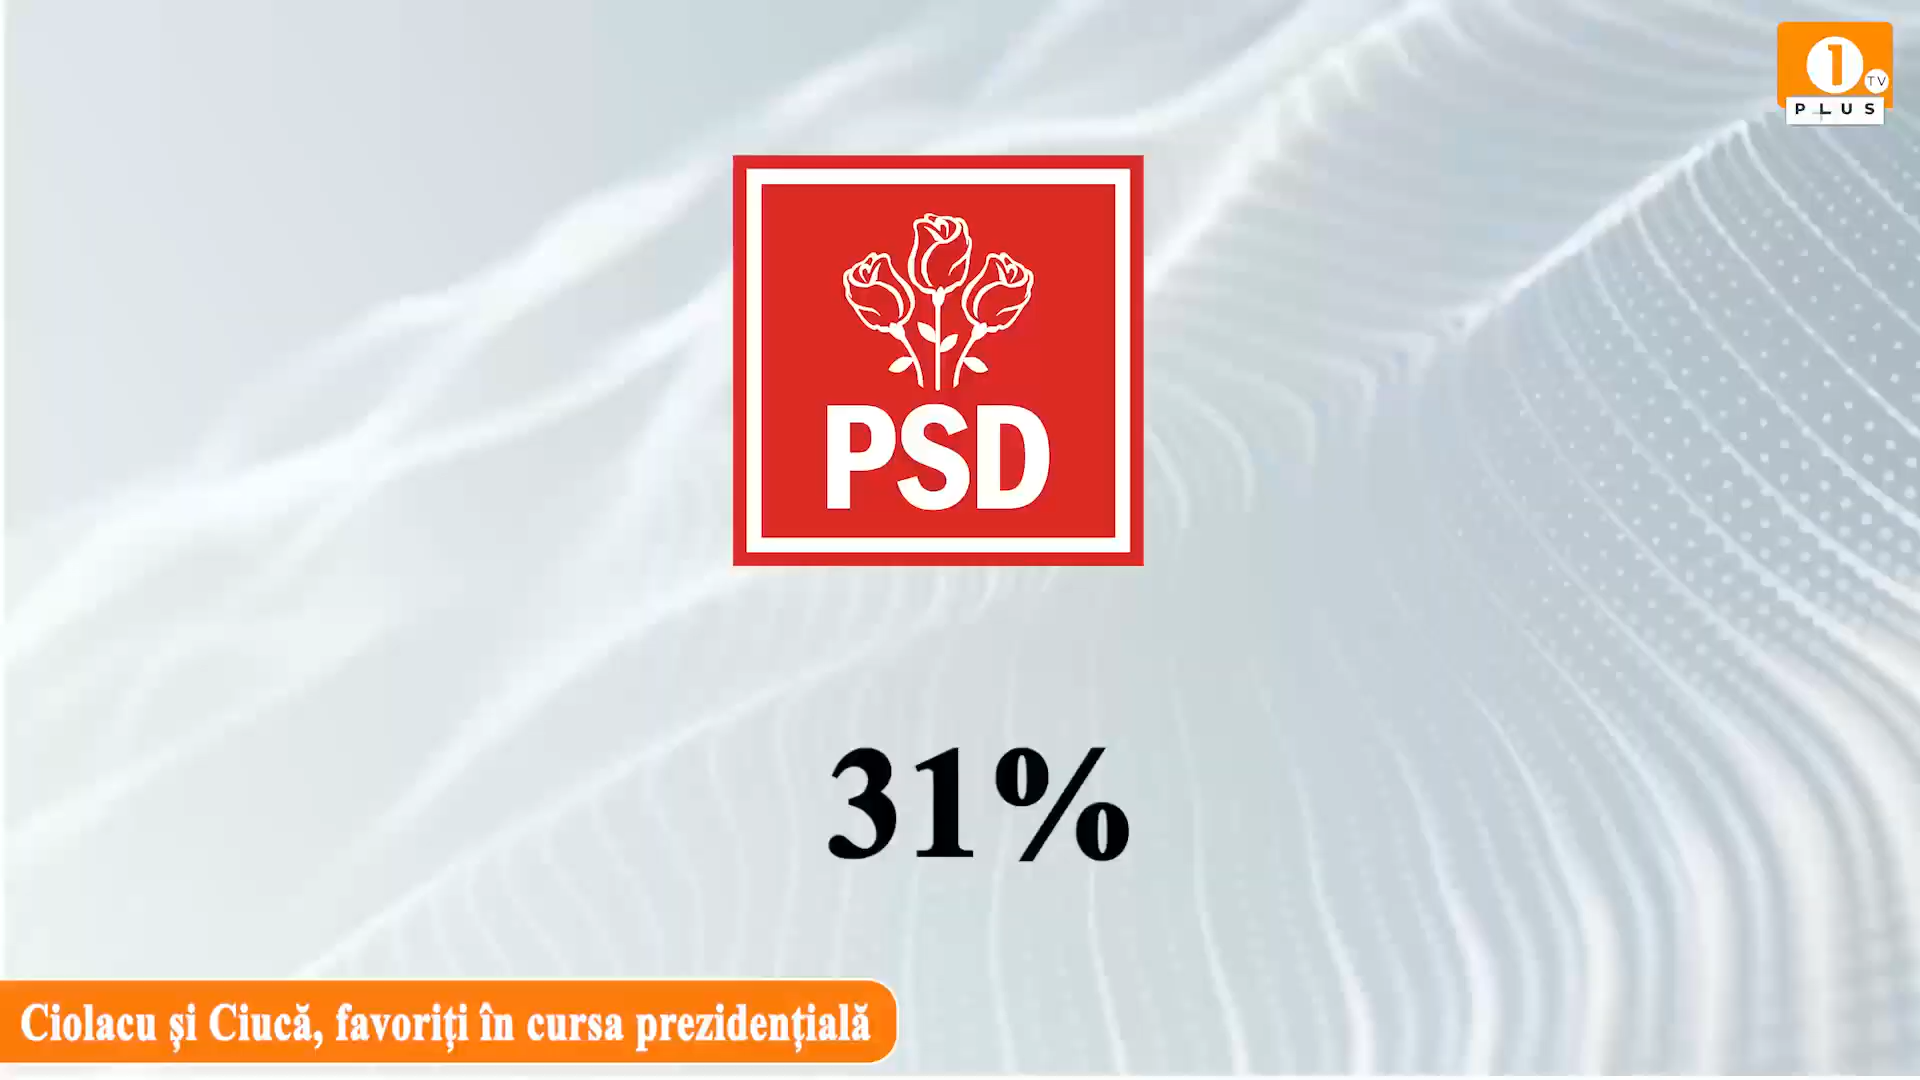 1
TV
PLUS
PSD
31%
Ciolacu și Ciucă, favoriți în cursa prezidențială